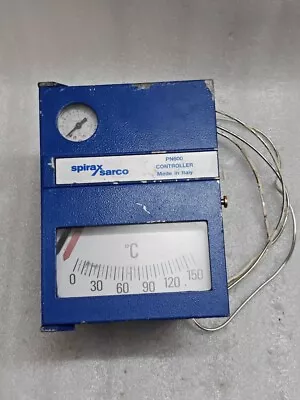 spirax
sarco
PN600
CONTROLLER
Made in Italy
°C
0 30 60 90 120 150